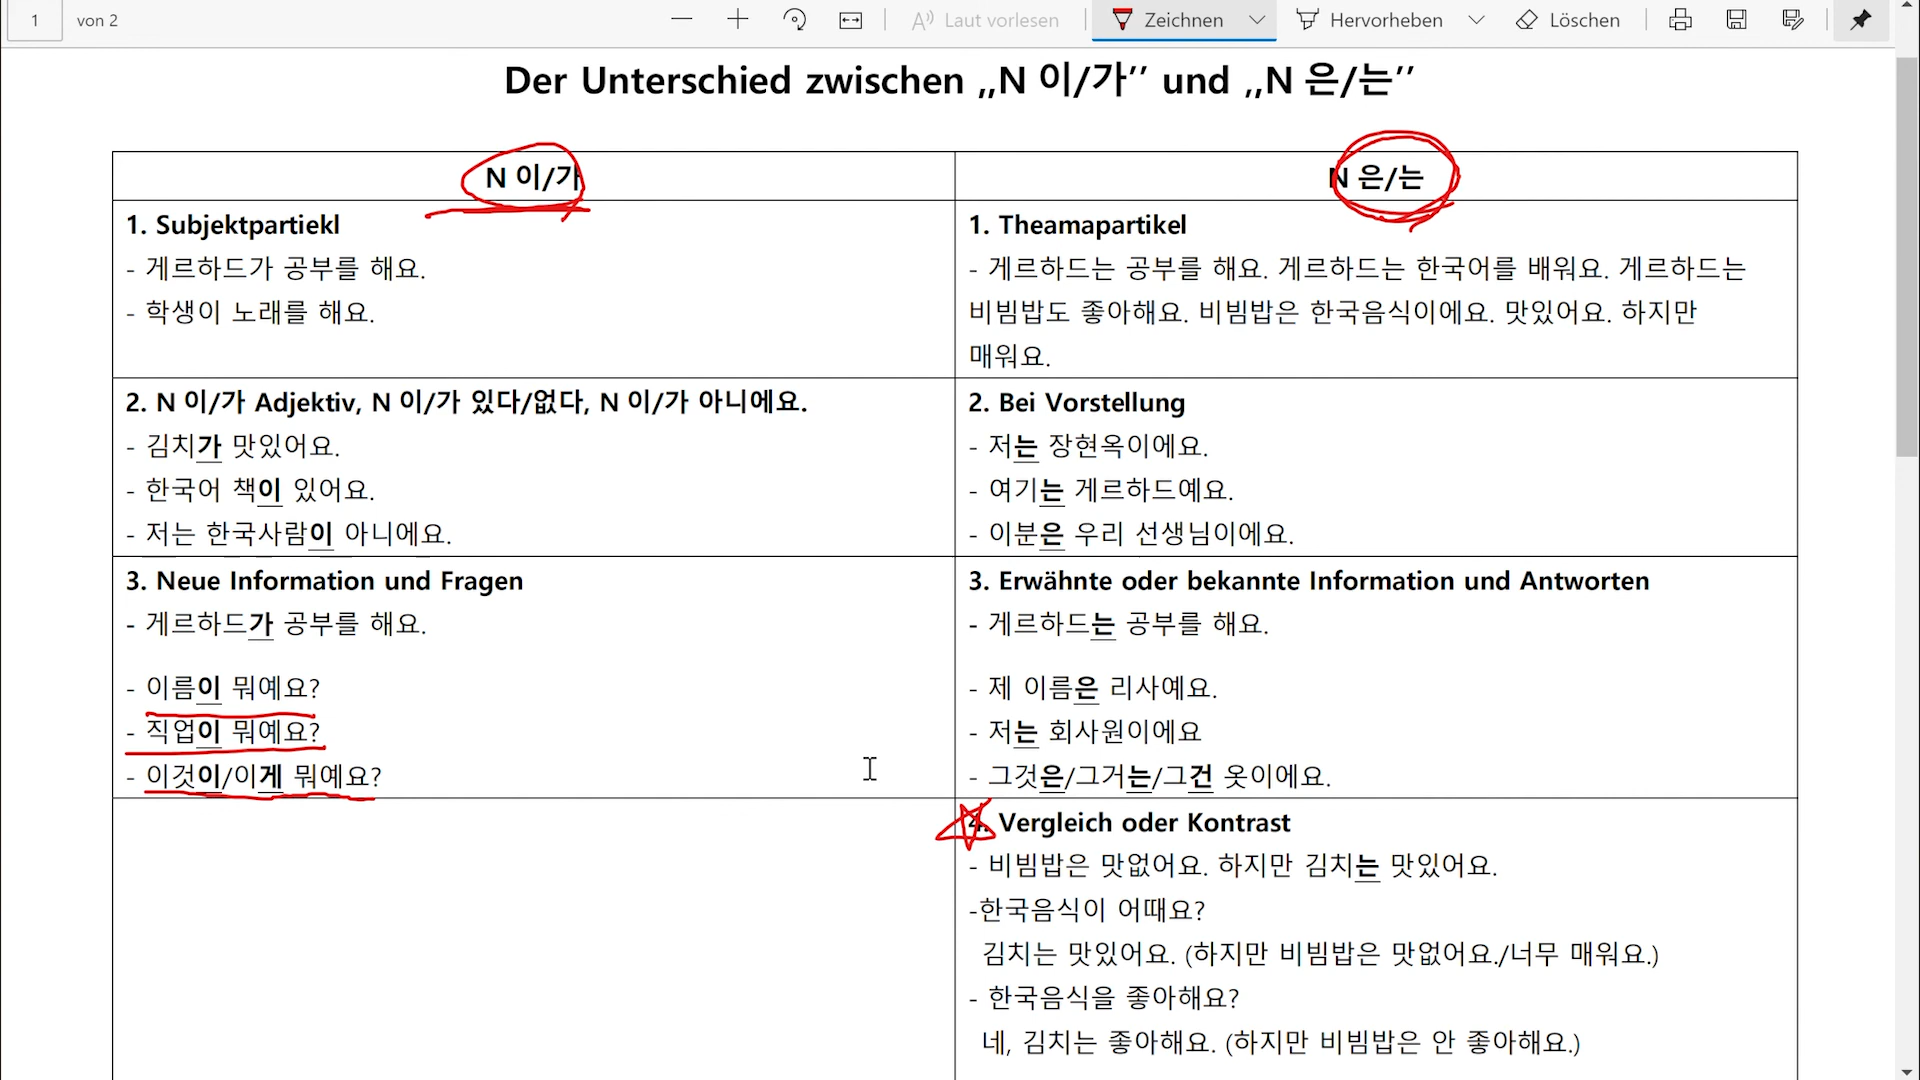 1 von 2 Laut vorlesen Zeichnen Hervorheben Löschen
Der Unterschied zwischen „N 이/가’’ und „N 은/는’’
N 이/가
N 은/는
1. Subjektpartiekl
- 게르하드가 공부를 해요.
- 학생이 노래를 해요.
1. Theamapartikel
- 게르하드는 공부를 해요. 게르하드는 한국어를 배워요. 게르하드는
비빔밥도 좋아해요. 비빔밥은 한국음식이에요. 맛있어요. 하지만
매워요.
2. N 이/가 Adjektiv, N 이/가 있다/없다, N 이/가 아니에요.
- 김치가 맛있어요.
- 한국어 책이 있어요.
- 저는 한국사람이 아니에요.
2. Bei Vorstellung
- 저는 장현옥이에요.
- 여기는 게르하드예요.
- 이분은 우리 선생님이에요.
3. Neue Information und Fragen
- 게르하드가 공부를 해요.
- 이름이 뭐예요?
- 직업이 뭐예요?
- 이것이/이게 뭐예요?
3. Erwähnte oder bekannte Information und Antworten
- 게르하드는 공부를 해요.
- 제 이름은 리사예요.
- 저는 회사원이에요
- 그것은/그거는/그건 옷이에요.
4. Vergleich oder Kontrast
- 비빔밥은 맛없어요. 하지만 김치는 맛있어요.
-한국음식이 어때요?
김치는 맛있어요. (하지만 비빔밥은 맛없어요./너무 매워요.)
- 한국음식을 좋아해요?
네, 김치는 좋아해요. (하지만 비빔밥은 안 좋아해요.)